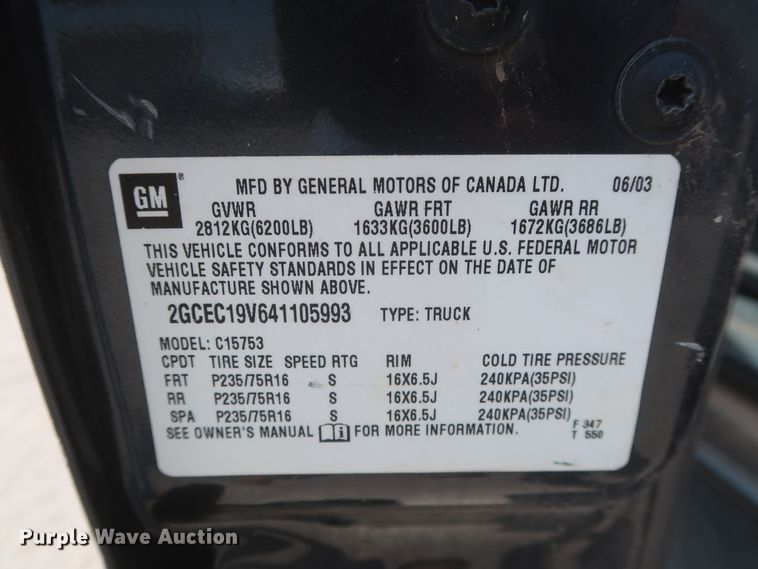 GM ® MFD BY GENERAL MOTORS OF CANADA LTD. 06/03
GVWR GAWR FRT GAWR RR
2812KG(6200LB) 1633KG(3600LB) 1672KG(3686LB)
THIS VEHICLE CONFORMS TO ALL APPLICABLE U.S. FEDERAL MOTOR
VEHICLE SAFETY STANDARDS IN EFFECT ON THE DATE OF
MANUFACTURE SHOWN ABOVE.
2GCEC19V641105993 TYPE: TRUCK
MODEL: C15753
CPDT TIRE SIZE SPEED RTG RIM COLD TIRE PRESSURE
FRT P235/75R16 S 16X6.5J 240KPA(35PSI)
RR P235/75R16 S 16X6.5J 240KPA(35PSI)
SPA P235/75R16 S 16X6.5J 240KPA(35PSI)
SEE OWNER'S MANUAL i FOR MORE INFORMATION. F 347
T 550
Purple Wave Auction Purple Wave Auction